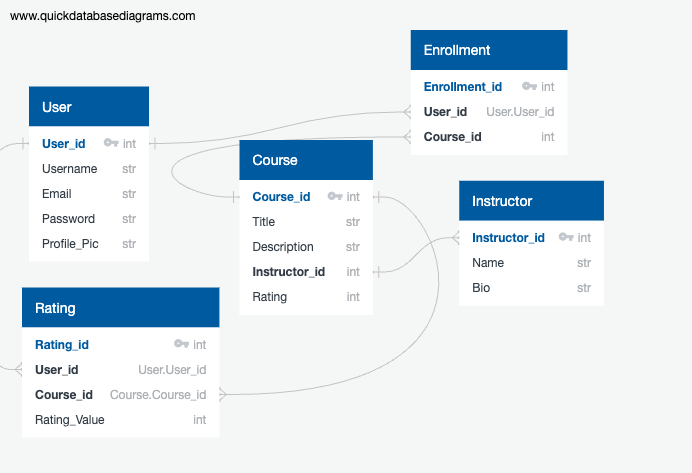 www.quickdatabasediagrams.com
User
User_id int
Username str
Email str
Password str
Profile_Pic str
Enrollment
Enrollment_id int
User_id User.User_id
Course_id int
Course
Course_id int
Title str
Description str
Instructor_id int
Rating int
Instructor
Instructor_id int
Name str
Bio str
Rating
Rating_id int
User_id User.User_id
Course_id Course.Course_id
Rating_Value int